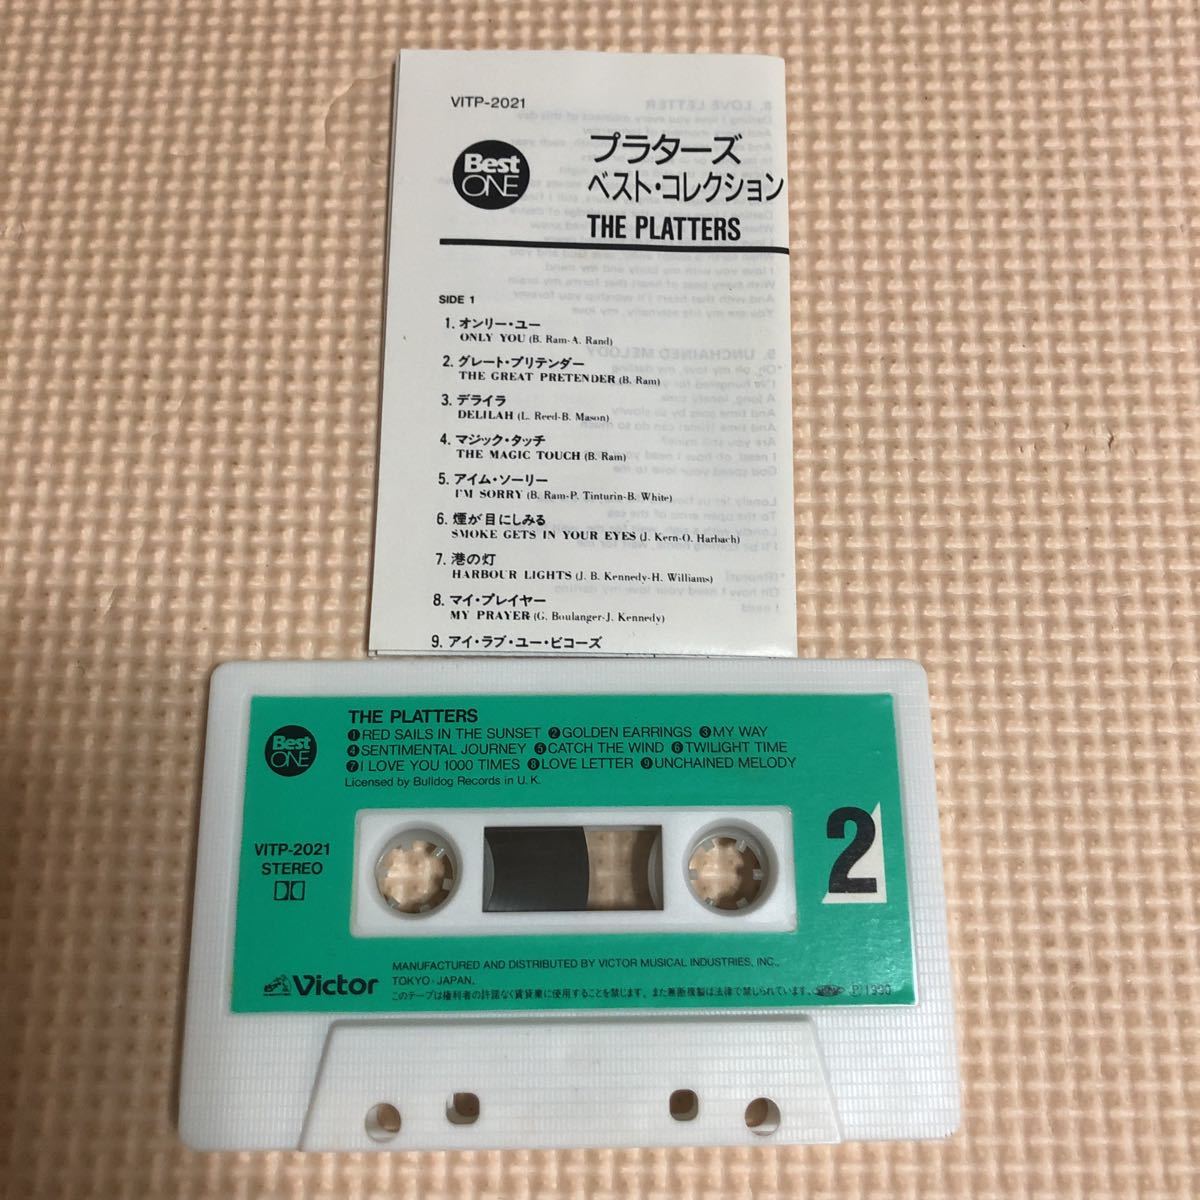 VITP-2021
Best
ONE
プラターズ
ベスト・コレクション
THE PLATTERS
SIDE 1
1. オンリー・ユー
ONLY YOU (B. Ram-A. Rand)
2. グレート・プリテンダー
THE GREAT PRETENDER (B. Ram)
3. デライラ
DELILAH (L. Reed-B. Mason)
4. マジック・タッチ
THE MAGIC TOUCH (B. Ram)
5. アイム・ソーリー
I'M SORRY (B. Ram-P. Tinturin-B. White)
6. 煙が目にしみる
SMOKE GETS IN YOUR EYES (J. Kern-O. Harbach)
7. 港の灯
HARBOUR LIGHTS (J. B. Kennedy-H. Williams)
8. マイ・プレイヤー
MY PRAYER (G. Boulanger-J. Kennedy)
9. アイ・ラブ・ユー・ビコーズ
Best
ONE
THE PLATTERS
❶RED SAILS IN THE SUNSET ❷GOLDEN EARRINGS ❸MY WAY
❹SENTIMENTAL JOURNEY ❺CATCH THE WIND ❻TWILIGHT TIME
❼I LOVE YOU 1000 TIMES ❽LOVE LETTER ❾UNCHAINED MELODY
Licensed by Bulldog Records in U. K.
VITP-2021
STEREO
2
Victor
MANUFACTURED AND DISTRIBUTED BY VICTOR MUSICAL INDUSTRIES, INC.,
TOKYO, JAPAN.
このテープは権利者の許諾なく賃貸業に使用することを禁じます。また無断複製は法律で禁じられています。 Ⓟ1990